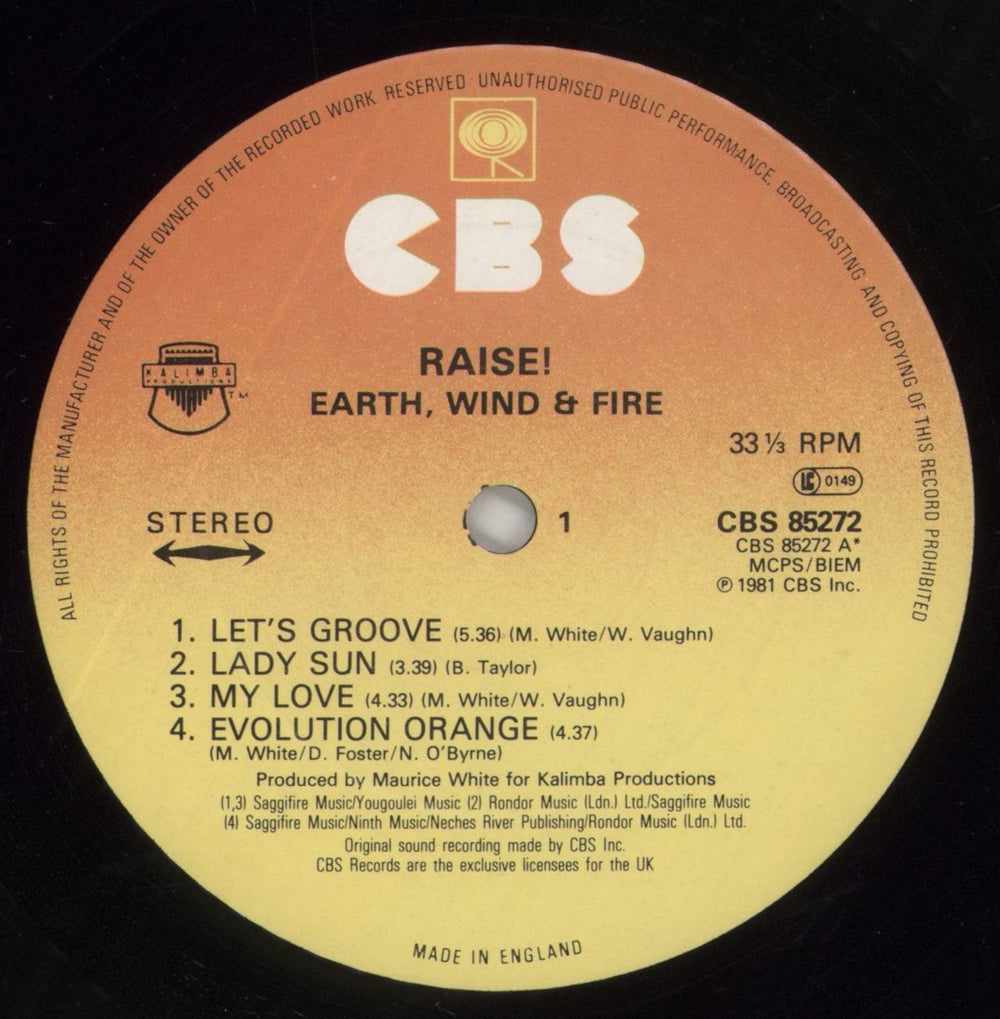 ALL RIGHTS OF THE MANUFACTURER AND OF THE OWNER OF THE RECORDED WORK RESERVED UNAUTHORISED PUBLIC PERFORMANCE, BROADCASTING AND COPYING OF THIS RECORD PROHIBITED
CBS
RAISE!
EARTH, WIND & FIRE
KALIMBA
PRODUCTIONS
TM
33⅓ RPM
LC 0149
STEREO
1
CBS 85272
CBS 85272 A*
MCPS/BIEM
℗ 1981 CBS Inc.
1. LET'S GROOVE (5.36) (M. White/W. Vaughn)
2. LADY SUN (3.39) (B. Taylor)
3. MY LOVE (4.33) (M. White/W. Vaughn)
4. EVOLUTION ORANGE (4.37)
(M. White/D. Foster/N. O'Byrne)
Produced by Maurice White for Kalimba Productions
(1,3) Saggifire Music/Yougoulei Music (2) Rondor Music (Ldn.) Ltd./Saggifire Music
(4) Saggifire Music/Ninth Music/Neches River Publishing/Rondor Music (Ldn.) Ltd.
Original sound recording made by CBS Inc.
CBS Records are the exclusive licensees for the UK
MADE IN ENGLAND